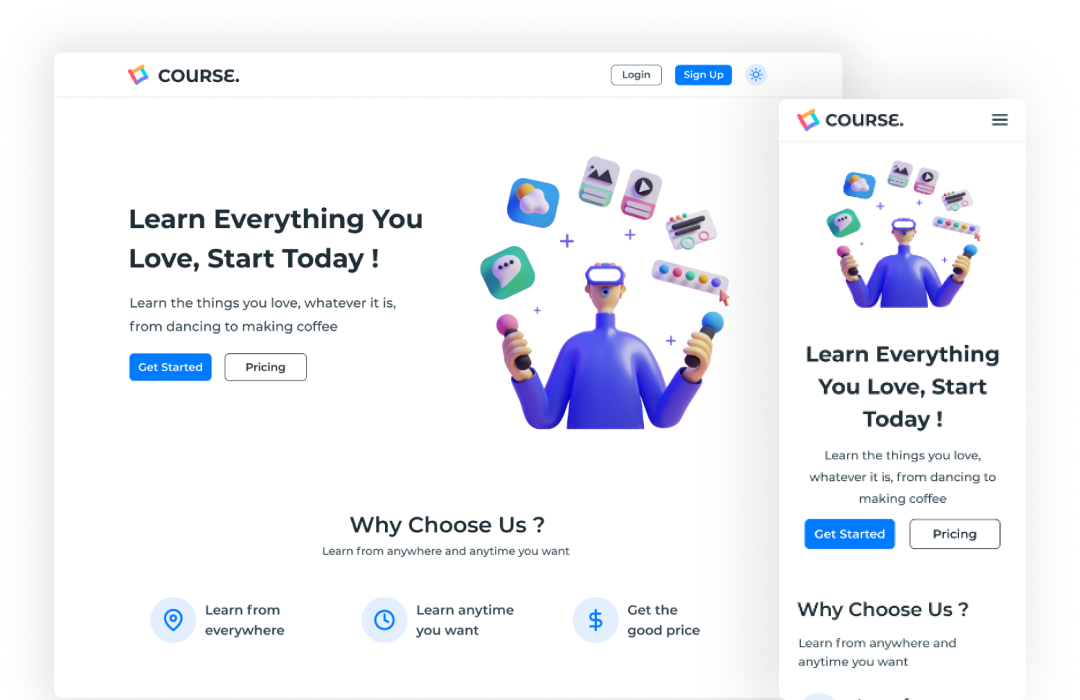 COURSE.
Login
Sign Up
Learn Everything You
Love, Start Today !
Learn the things you love, whatever it is,
from dancing to making coffee
Get Started
Pricing
Why Choose Us ?
Learn from anywhere and anytime you want
Learn from
everywhere
Learn anytime
you want
Get the
good price
COURSE.
Learn Everything
You Love, Start
Today !
Learn the things you love,
whatever it is, from dancing to
making coffee
Get Started
Pricing
Why Choose Us ?
Learn from anywhere and
anytime you want